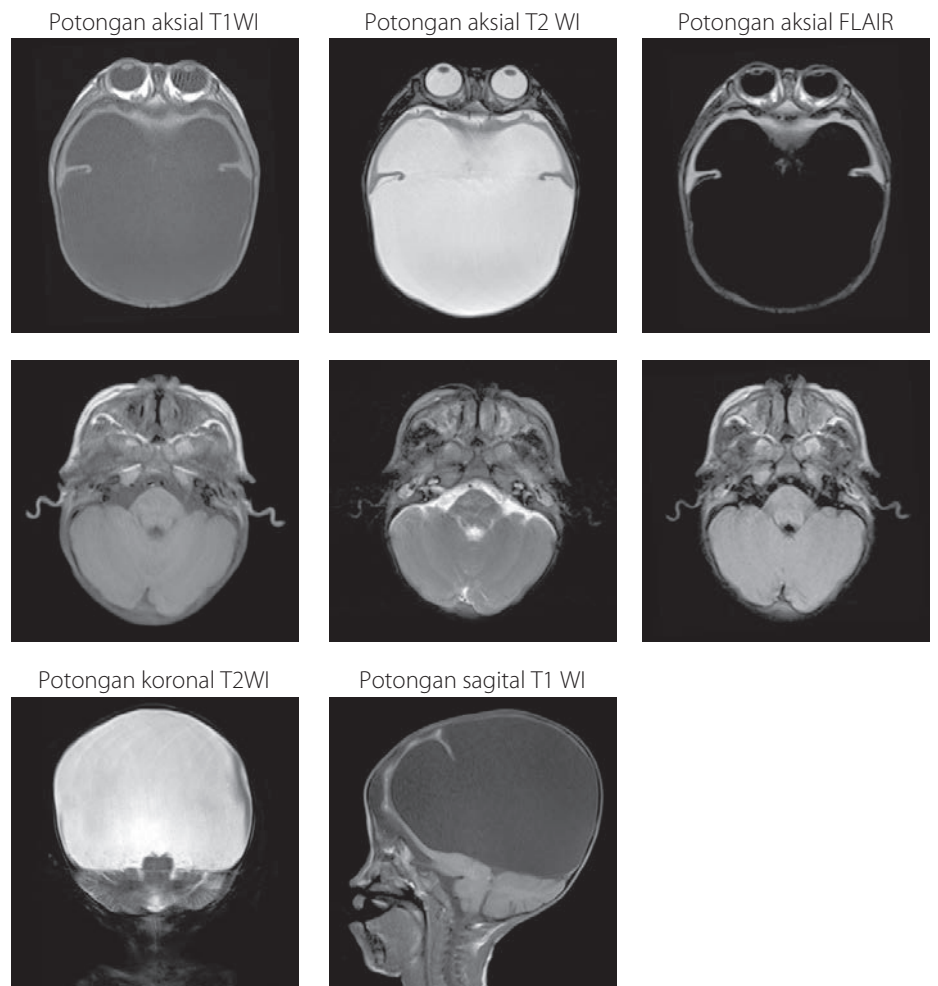 Potongan aksial T1WI
Potongan aksial T2 WI
Potongan aksial FLAIR
Potongan koronal T2WI
Potongan sagital T1 WI